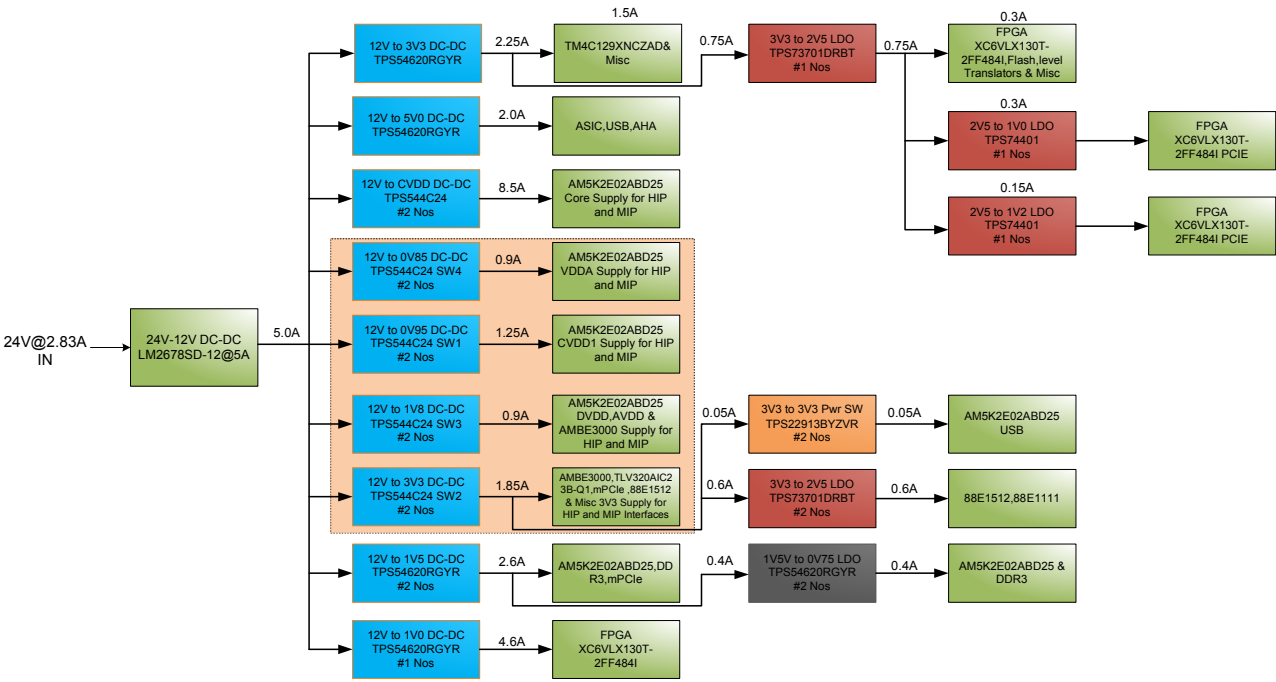 1.5A
0.3A
12V to 3V3 DC-DC
TPS54620RGYR
2.25A
TM4C129XNCZAD&
Misc
0.75A
3V3 to 2V5 LDO
TPS73701DRBT
#1 Nos
0.75A
FPGA
XC6VLX130T-
2FF484I,Flash,level
Translators & Misc
12V to 5V0 DC-DC
TPS54620RGYR
2.0A
ASIC,USB,AHA
0.3A
2V5 to 1V0 LDO
TPS74401
#1 Nos
FPGA
XC6VLX130T-
2FF484I PCIE
12V to CVDD DC-DC
TPS544C24
#2 Nos
8.5A
AM5K2E02ABD25
Core Supply for HIP
and MIP
0.15A
2V5 to 1V2 LDO
TPS74401
#1 Nos
FPGA
XC6VLX130T-
2FF484I PCIE
12V to 0V85 DC-DC
TPS544C24 SW4
#2 Nos
0.9A
AM5K2E02ABD25
VDDA Supply for HIP
and MIP
24V@2.83A
IN
24V-12V DC-DC
LM2678SD-12@5A
5.0A
12V to 0V95 DC-DC
TPS544C24 SW1
#2 Nos
1.25A
AM5K2E02ABD25
CVDD1 Supply for HIP
and MIP
12V to 1V8 DC-DC
TPS544C24 SW3
#2 Nos
0.9A
AM5K2E02ABD25
DVDD,AVDD &
AMBE3000 Supply for
HIP and MIP
0.05A
3V3 to 3V3 Pwr SW
TPS22913BYZVR
#2 Nos
0.05A
AM5K2E02ABD25
USB
12V to 3V3 DC-DC
TPS544C24 SW2
#2 Nos
1.85A
AMBE3000,TLV320AIC2
3B-Q1,mPCIe ,88E1512
& Misc 3V3 Supply for
HIP and MIP Interfaces
0.6A
3V3 to 2V5 LDO
TPS73701DRBT
#2 Nos
0.6A
88E1512,88E1111
12V to 1V5 DC-DC
TPS54620RGYR
#2 Nos
2.6A
AM5K2E02ABD25,DD
R3,mPCIe
0.4A
1V5V to 0V75 LDO
TPS54620RGYR
#2 Nos
0.4A
AM5K2E02ABD25 &
DDR3
12V to 1V0 DC-DC
TPS54620RGYR
#1 Nos
4.6A
FPGA
XC6VLX130T-
2FF484I